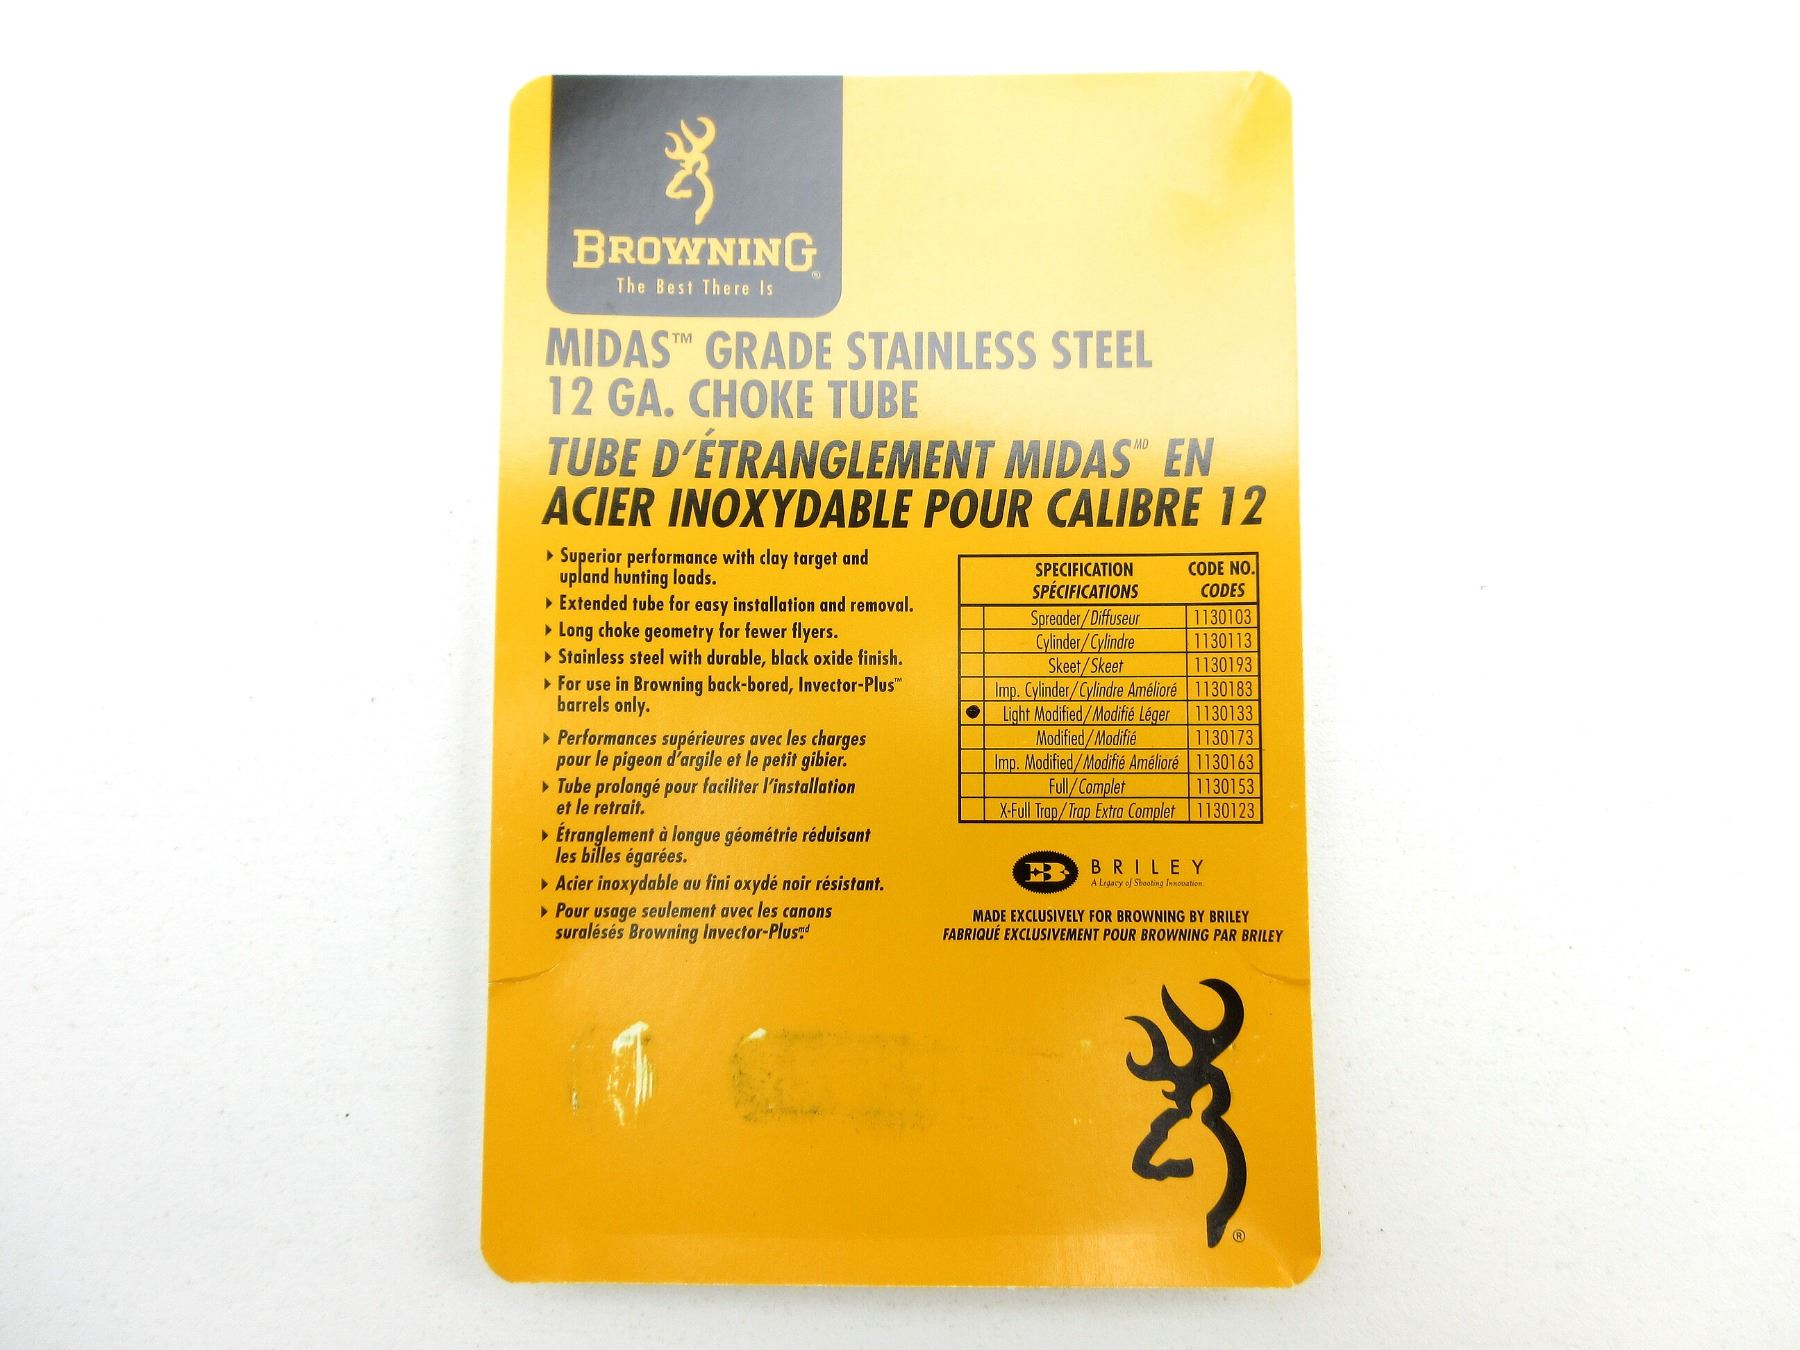 BROWNING®
The Best There Is
MIDAS™ GRADE STAINLESS STEEL
12 GA. CHOKE TUBE
TUBE D'ÉTRANGLEMENT MIDAS MD EN
ACIER INOXYDABLE POUR CALIBRE 12
‣ Superior performance with clay target and
upland hunting loads.
‣ Extended tube for easy installation and removal.
‣ Long choke geometry for fewer flyers.
‣ Stainless steel with durable, black oxide finish.
‣ For use in Browning back-bored, Invector-Plus™
barrels only.
‣ Performances supérieures avec les charges
pour le pigeon d'argile et le petit gibier.
‣ Tube prolongé pour faciliter l'installation
et le retrait.
‣ Étranglement à longue géométrie réduisant
les billes égarées.
‣ Acier inoxydable au fini oxydé noir résistant.
‣ Pour usage seulement avec les canons
suralésés Browning Invector-Plus.md
SPECIFICATION CODE NO.
SPÉCIFICATIONS CODES
Spreader/Diffuseur 1130103
Cylinder/Cylindre 1130113
Skeet/Skeet 1130193
Imp. Cylinder/Cylindre Amélioré 1130183
● Light Modified/Modifié Léger 1130133
Modified/Modifié 1130173
Imp. Modified/Modifié Amélioré 1130163
Full/Complet 1130153
X-Full Trap/Trap Extra Complet 1130123
B BRILEY
A Legacy of Shooting Innovation
MADE EXCLUSIVELY FOR BROWNING BY BRILEY
FABRIQUÉ EXCLUSIVEMENT POUR BROWNING PAR BRILEY
®